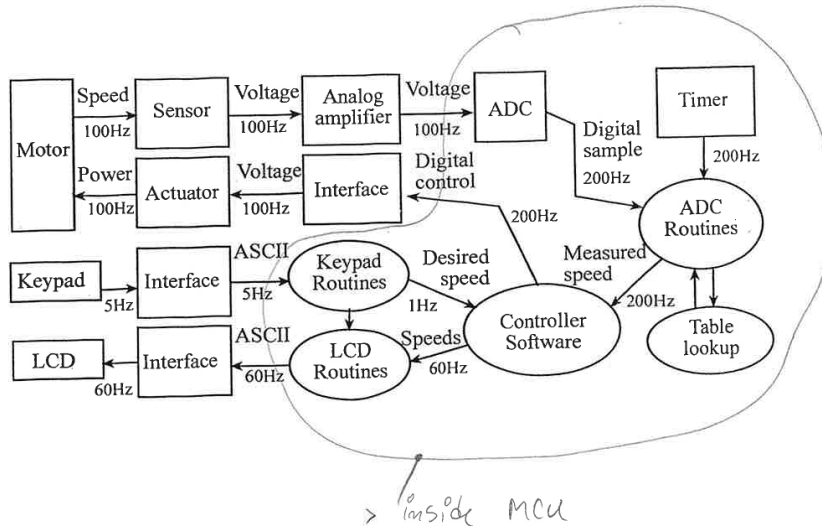 Motor
Speed
100Hz
Sensor
Voltage
100Hz
Analog
amplifier
Voltage
100Hz
ADC
Timer
200Hz
Digital
sample
200Hz
Power
100Hz
Actuator
Voltage
100Hz
Interface
Digital
control
200Hz
ADC
Routines
Measured
speed
200Hz
Table
lookup
Keypad
5Hz
Interface
ASCII
5Hz
Keypad
Routines
Desired
speed
1Hz
Controller
Software
LCD
60Hz
Interface
ASCII
60Hz
LCD
Routines
Speeds
60Hz
> inside MCU